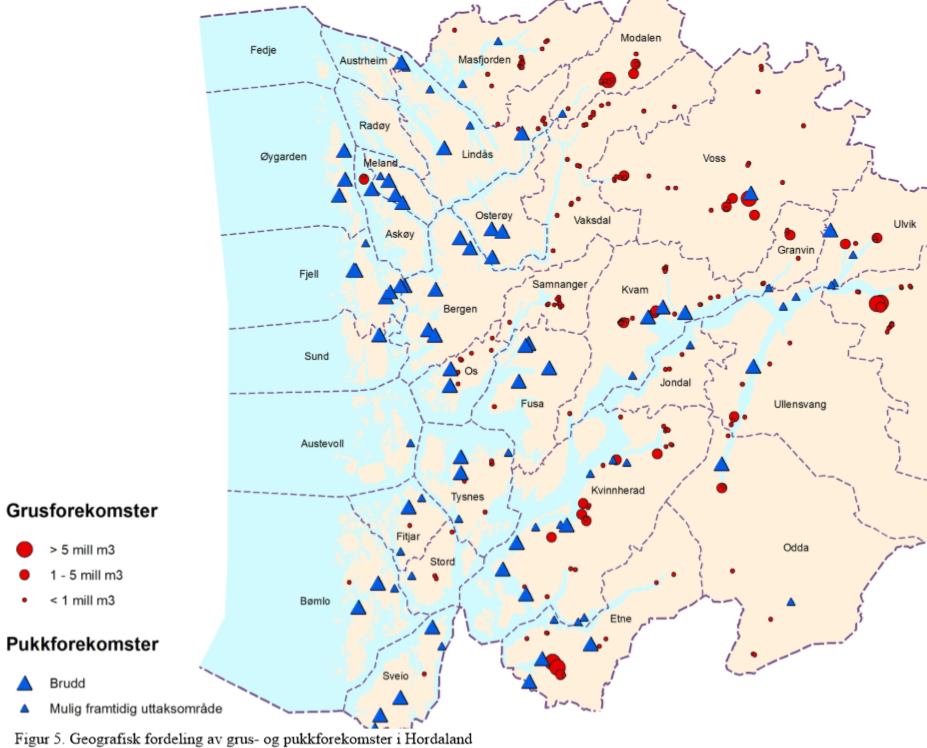 Fedje
Austrheim
Masfjorden
Modalen
Radøy
Øygarden
Meland
Lindås
Voss
Askøy
Osterøy
Vaksdal
Ulvik
Granvin
Fjell
Samnanger
Kvam
Bergen
Sund
Os
Jondal
Fusa
Ullensvang
Austevoll
Tysnes
Kvinnherad
Fitjar
Odda
Stord
Bømlo
Etne
Sveio
Grusforekomster
> 5 mill m3
1 - 5 mill m3
< 1 mill m3
Pukkforekomster
Brudd
Mulig framtidig uttaksområde
Figur 5. Geografisk fordeling av grus- og pukkforekomster i Hordaland